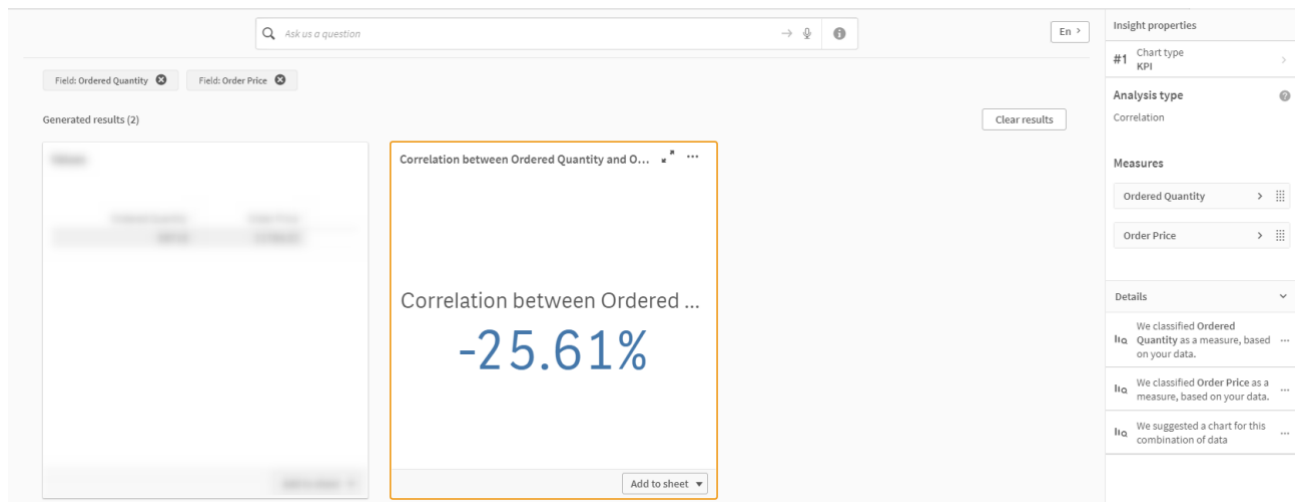 Ask us a question
En >
Field: Ordered Quantity
Field: Order Price
Generated results (2)
Clear results
Correlation between Ordered Quantity and O...
Correlation between Ordered ...
-25.61%
Add to sheet
Insight properties
#1 Chart type
KPI
Analysis type
Correlation
Measures
Ordered Quantity
Order Price
Details
We classified Ordered
Quantity as a measure, based
on your data.
We classified Order Price as a
measure, based on your data.
We suggested a chart for this
combination of data